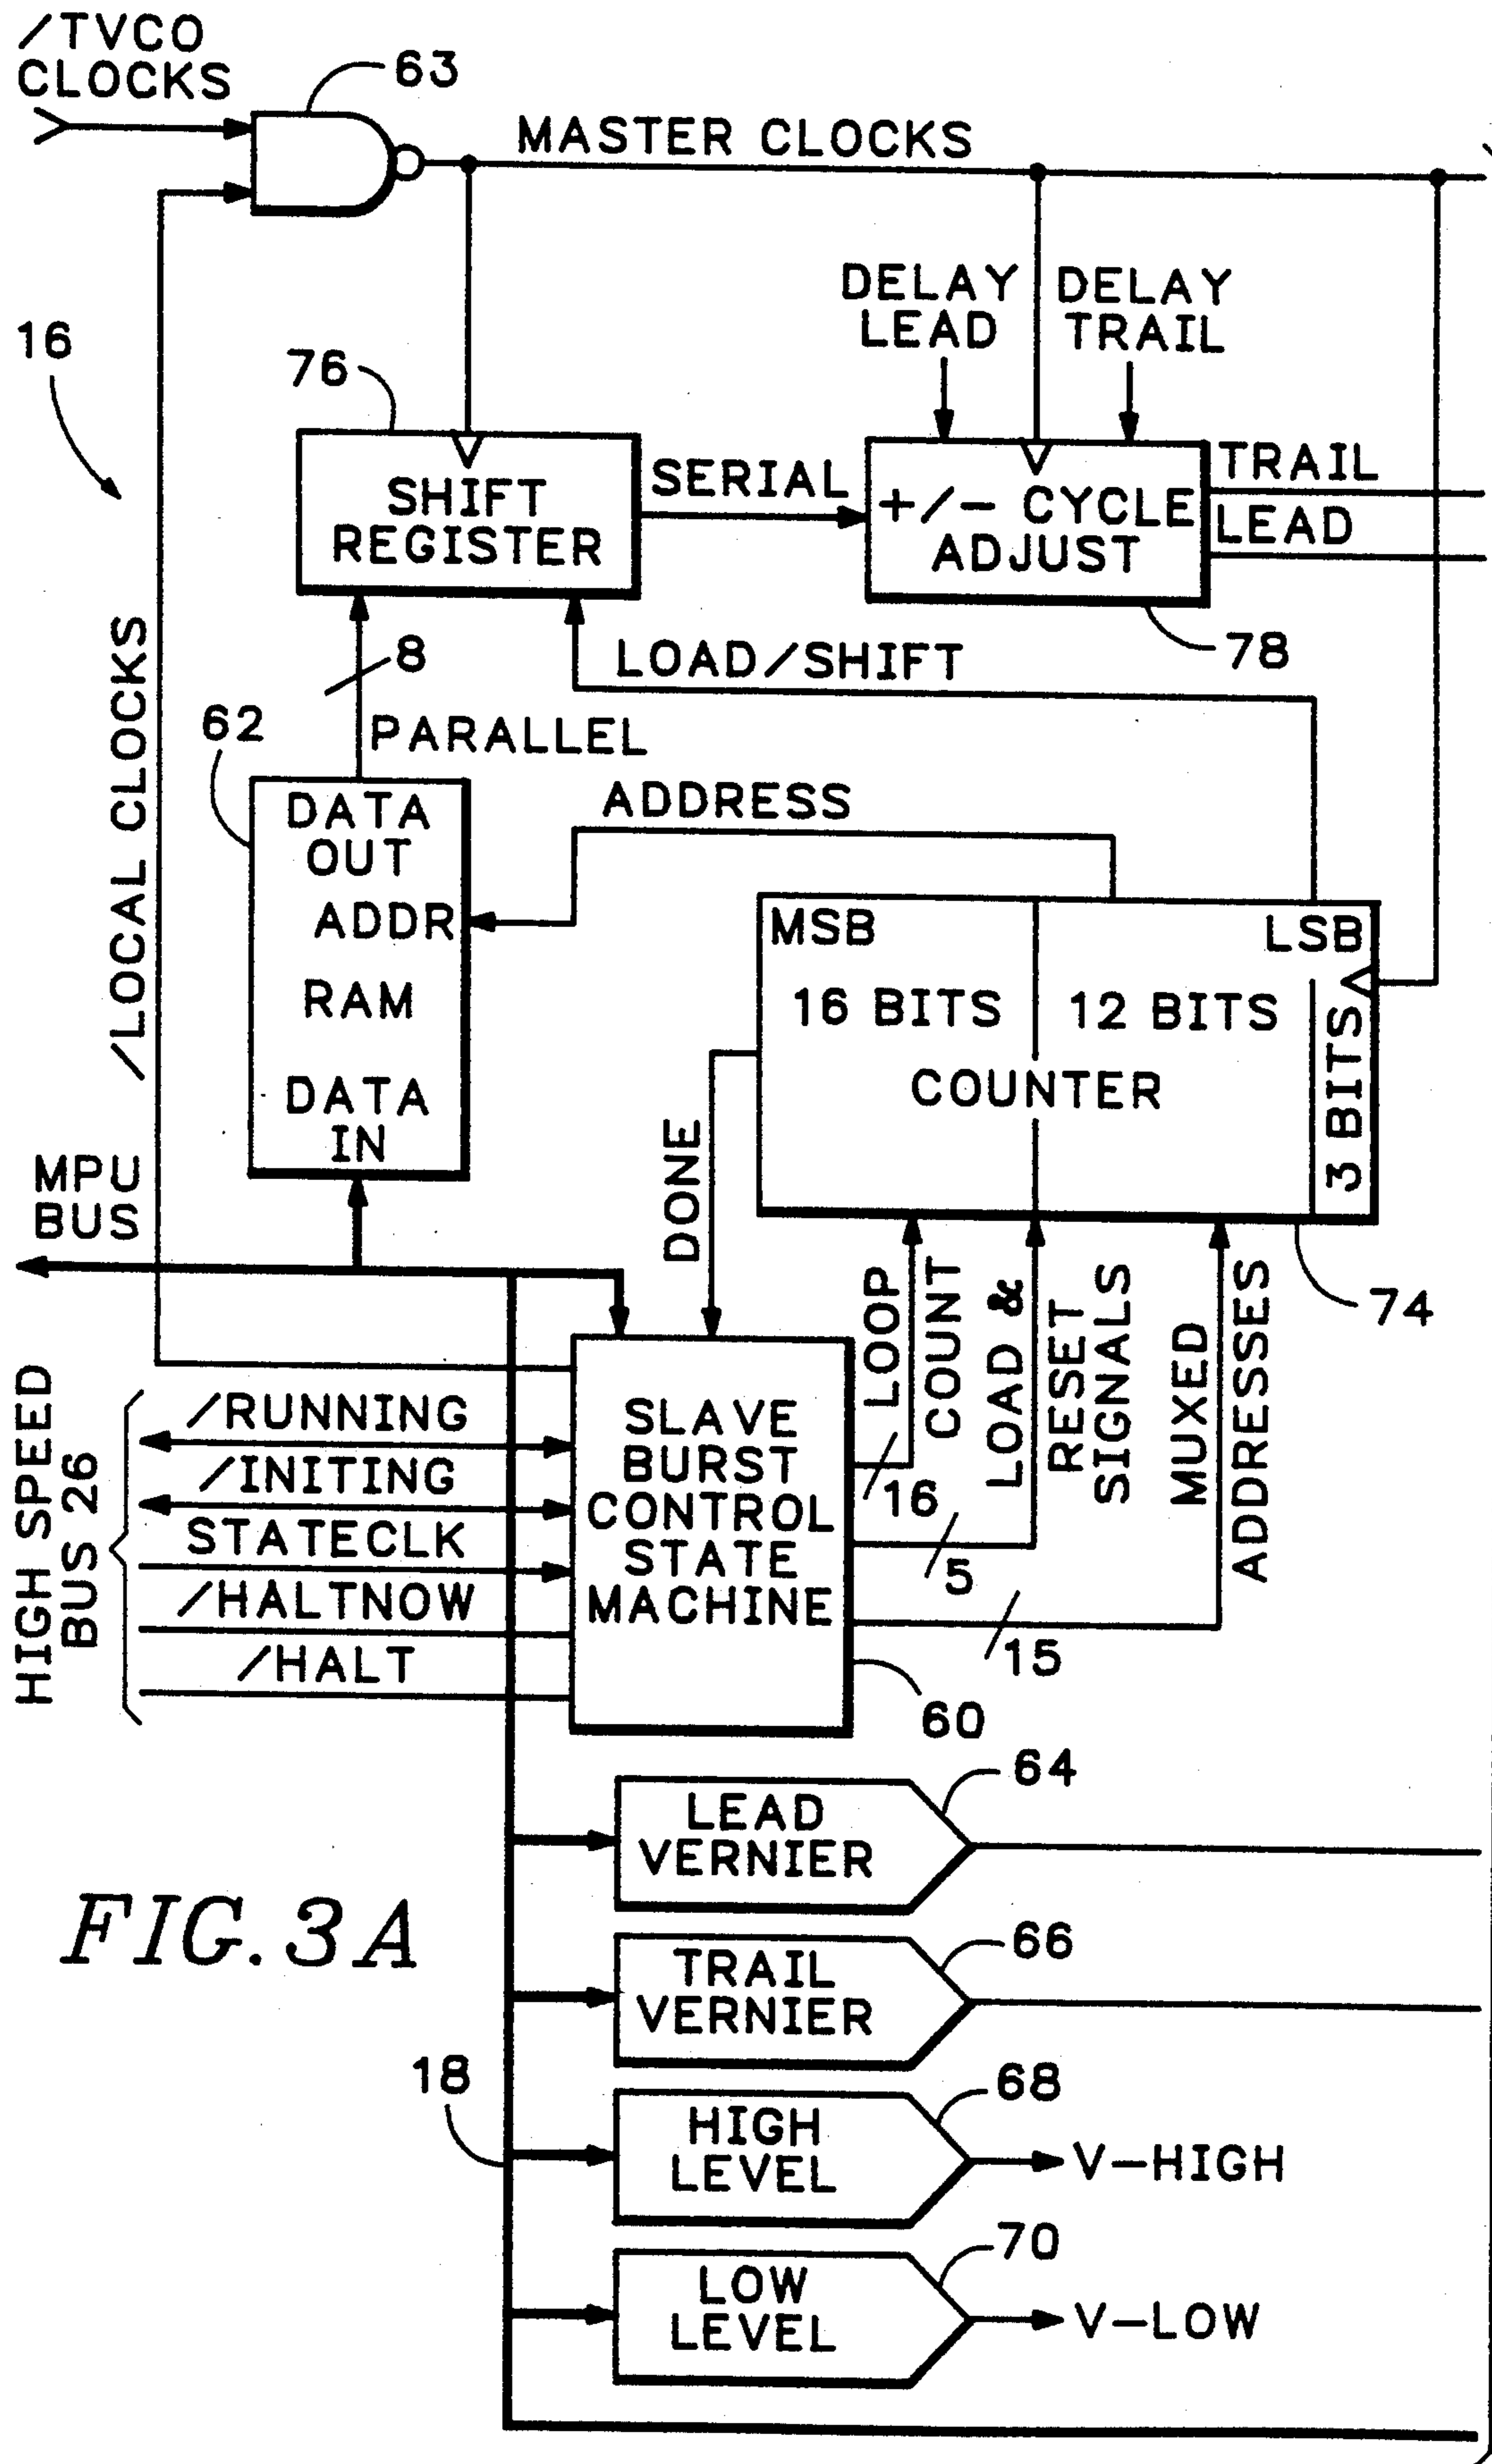 /TVCO
CLOCKS
63
MASTER CLOCKS
16
DELAY
LEAD
DELAY
TRAIL
76
SHIFT
REGISTER
SERIAL
+/- CYCLE
ADJUST
TRAIL
LEAD
78
LOAD/SHIFT
8
PARALLEL
/LOCAL CLOCKS
62
DATA
OUT
ADDR
RAM
DATA
IN
ADDRESS
MSB
LSB
16 BITS
12 BITS
3 BITS
COUNTER
74
MPU
BUS
DONE
LOOP
COUNT
LOAD &
RESET
SIGNALS
MUXED
ADDRESSES
HIGH SPEED
BUS 26
/RUNNING
/INITING
STATECLK
/HALTNOW
/HALT
SLAVE
BURST
CONTROL
STATE
MACHINE
16
5
15
60
LEAD
VERNIER
64
TRAIL
VERNIER
66
18
HIGH
LEVEL
68
V-HIGH
LOW
LEVEL
70
V-LOW
FIG. 3A